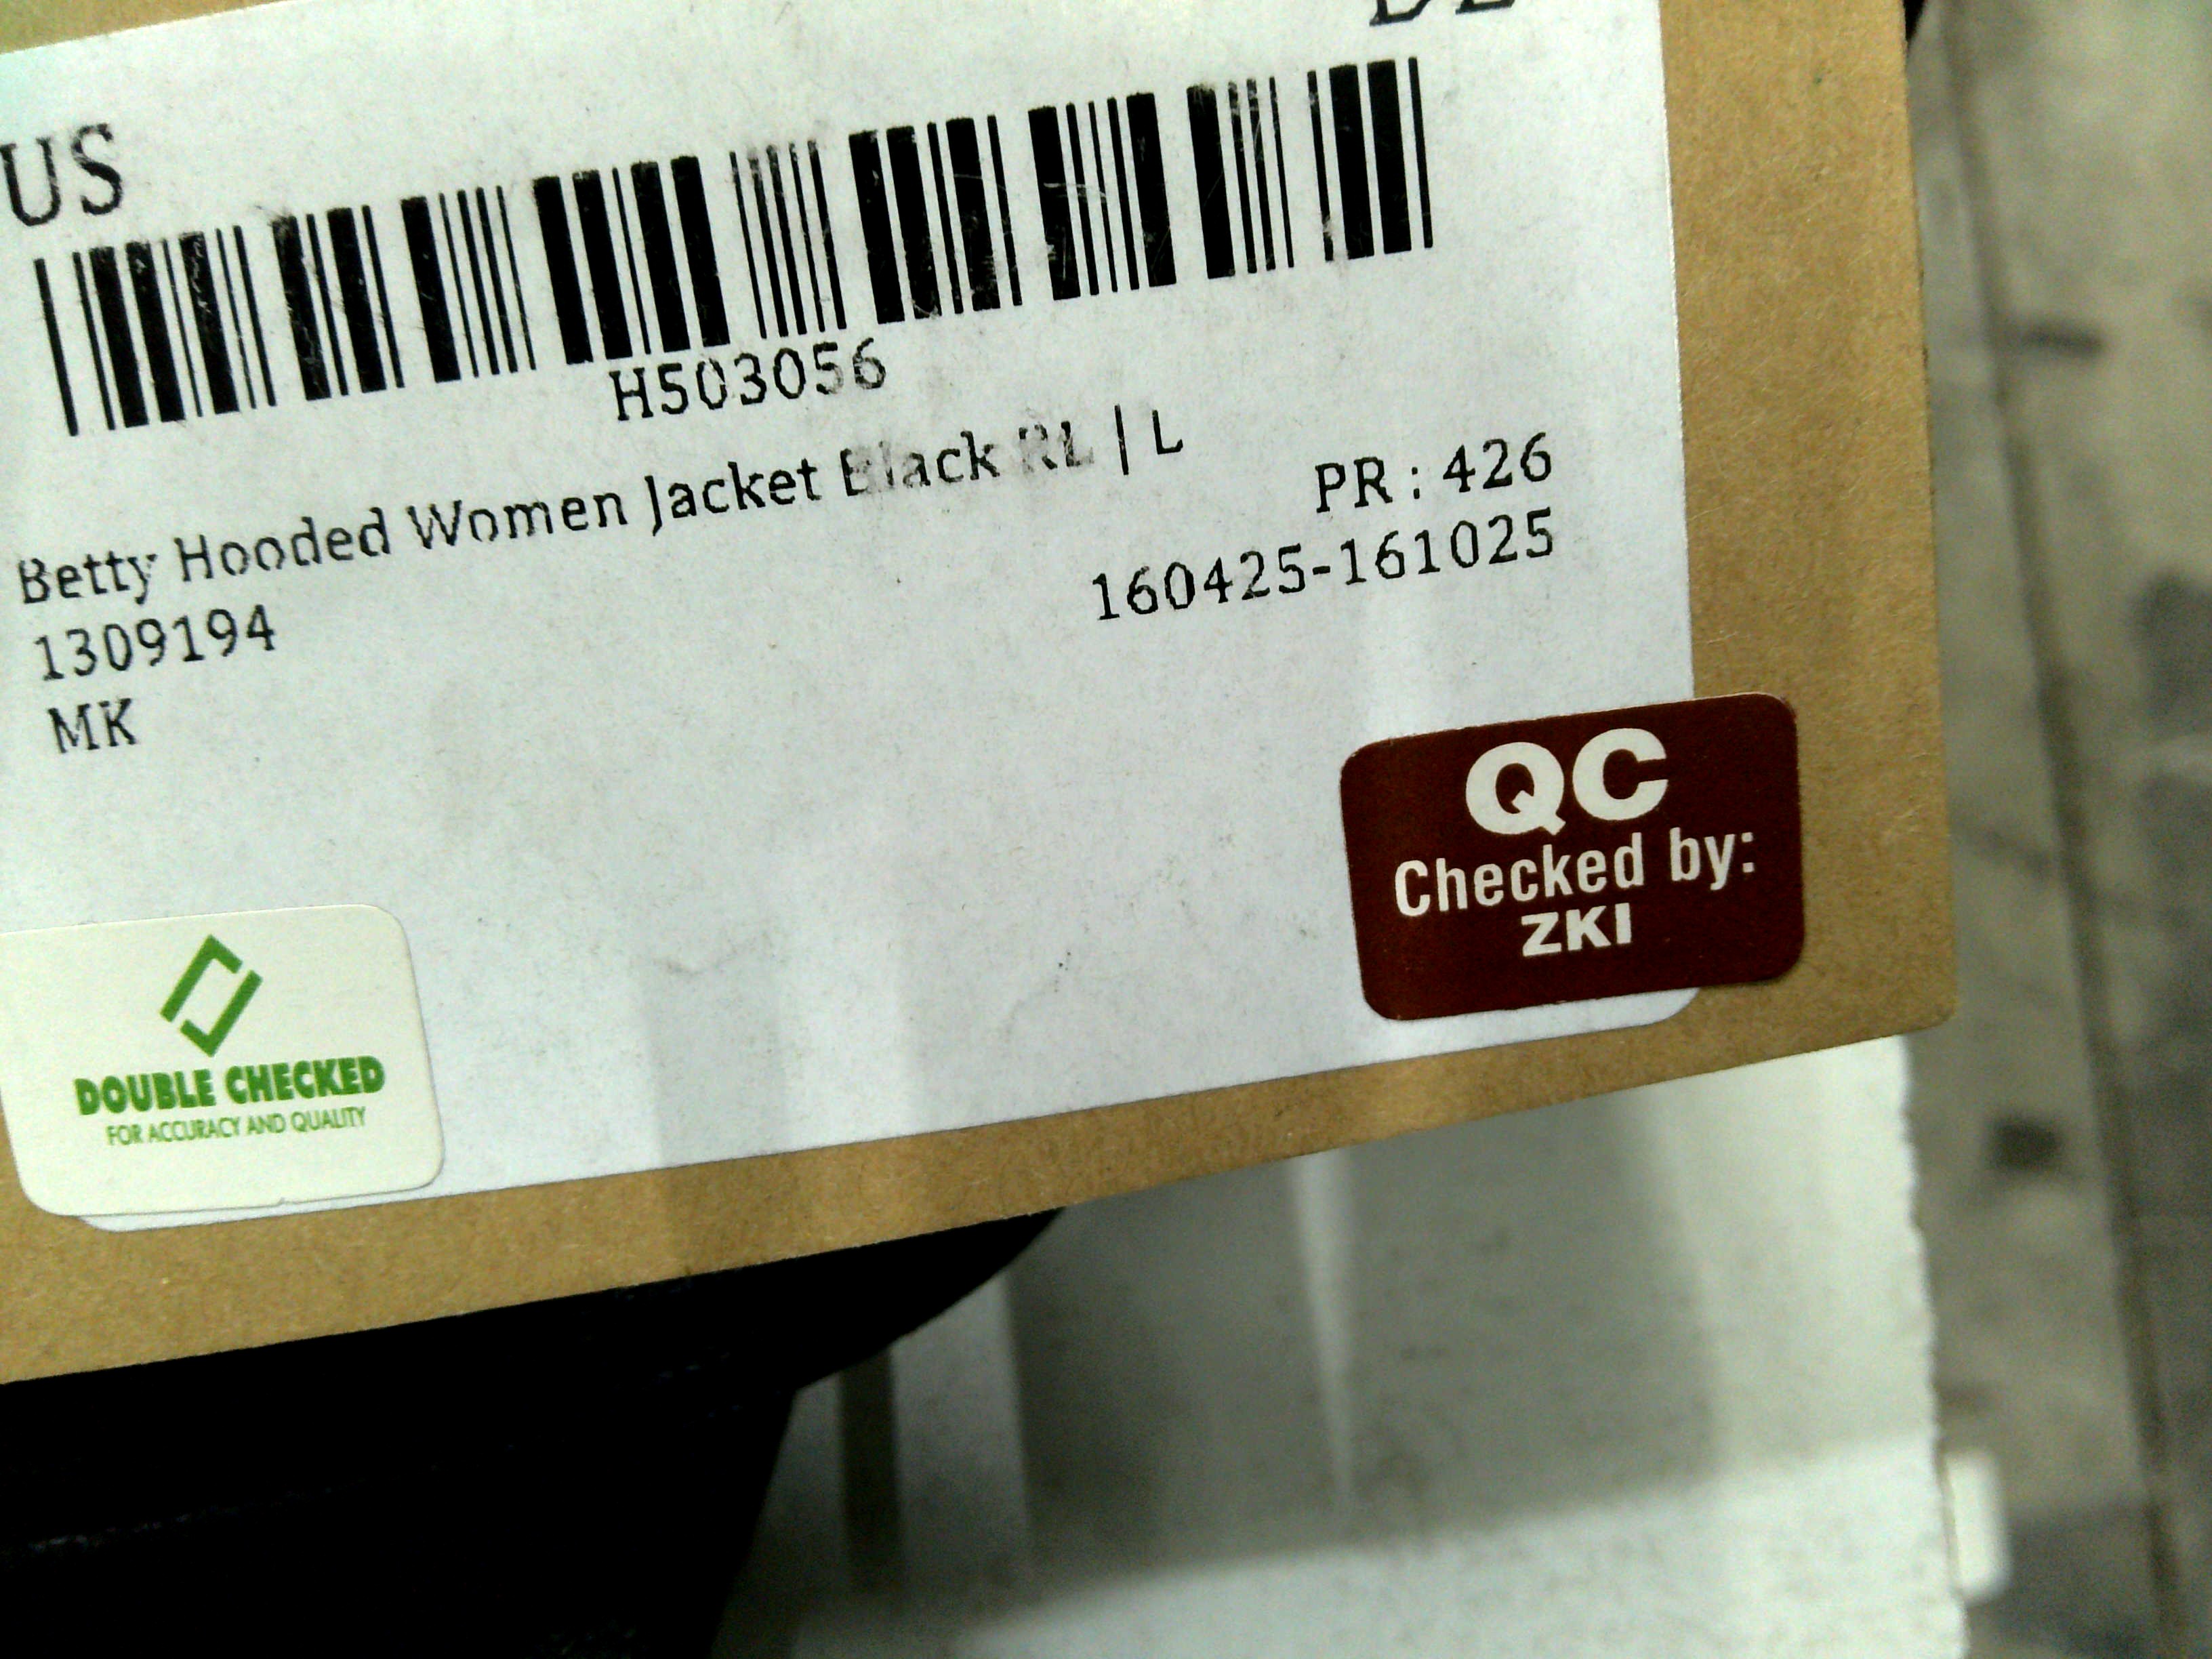 US
H503056
Betty Hooded Women Jacket Black RL | L
PR : 426
1309194
160425-161025
MK
QC
Checked by:
ZKI
DOUBLE CHECKED
FOR ACCURACY AND QUALITY